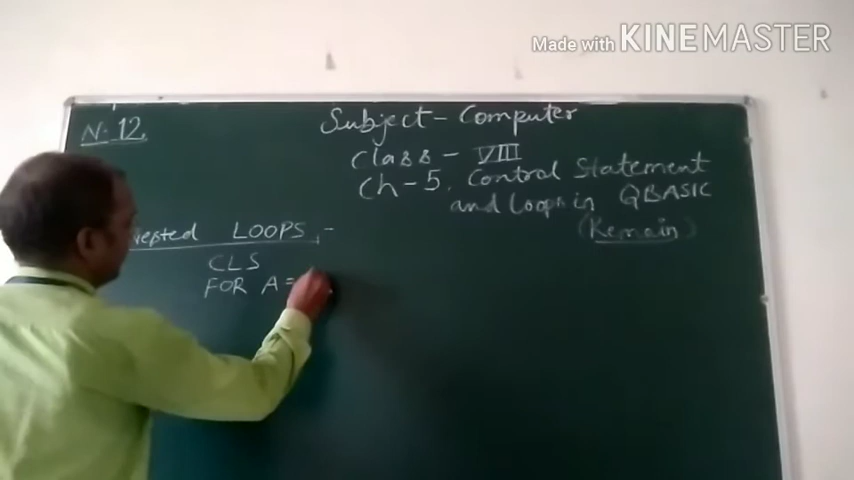 Made with KINEMASTER
N. 12.
Subject - Computer
Class - VIII
Ch - 5. Control Statement
and Loops in QBASIC
(Remain)
LOOPS :-
CLS
FOR A =